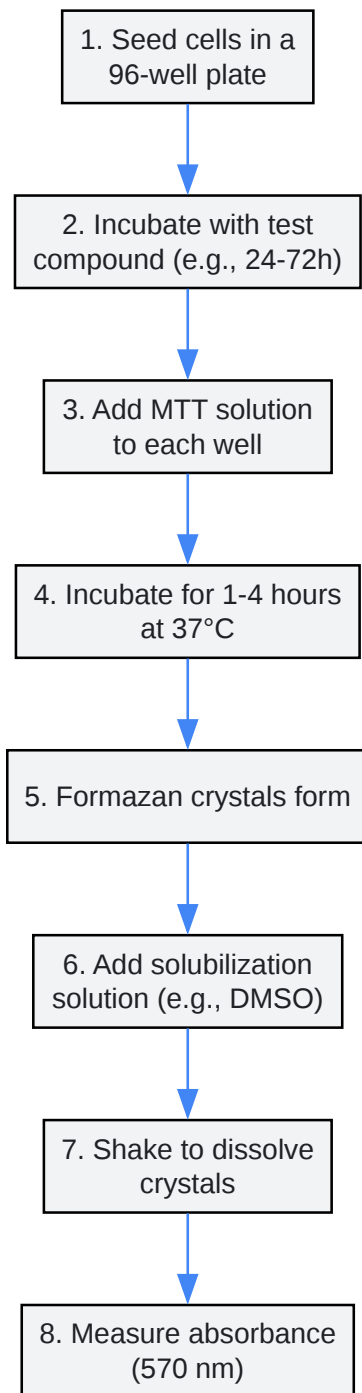 1. Seed cells in a
96-well plate
2. Incubate with test
compound (e.g., 24-72h)
3. Add MTT solution
to each well
4. Incubate for 1-4 hours
at 37°C
5. Formazan crystals form
6. Add solubilization
solution (e.g., DMSO)
7. Shake to dissolve
crystals
8. Measure absorbance
(570 nm)